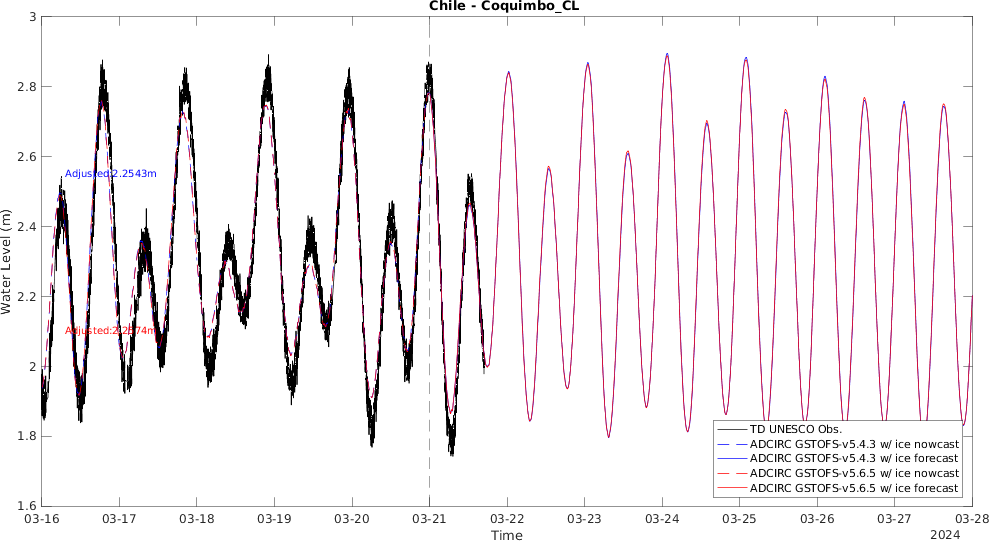 Chile - Coquimbo_CL
3
2.8
2.6
2.4
2.2
2
1.8
1.6
Water Level (m)
Adjusted:2.2543m
Adjusted:2.2574m
TD UNESCO Obs.
ADCIRC GSTOFS-v5.4.3 w/ ice nowcast
ADCIRC GSTOFS-v5.4.3 w/ ice forecast
ADCIRC GSTOFS-v5.6.5 w/ ice nowcast
ADCIRC GSTOFS-v5.6.5 w/ ice forecast
03-16 03-17 03-18 03-19 03-20 03-21 03-22 03-23 03-24 03-25 03-26 03-27 03-28
Time
2024